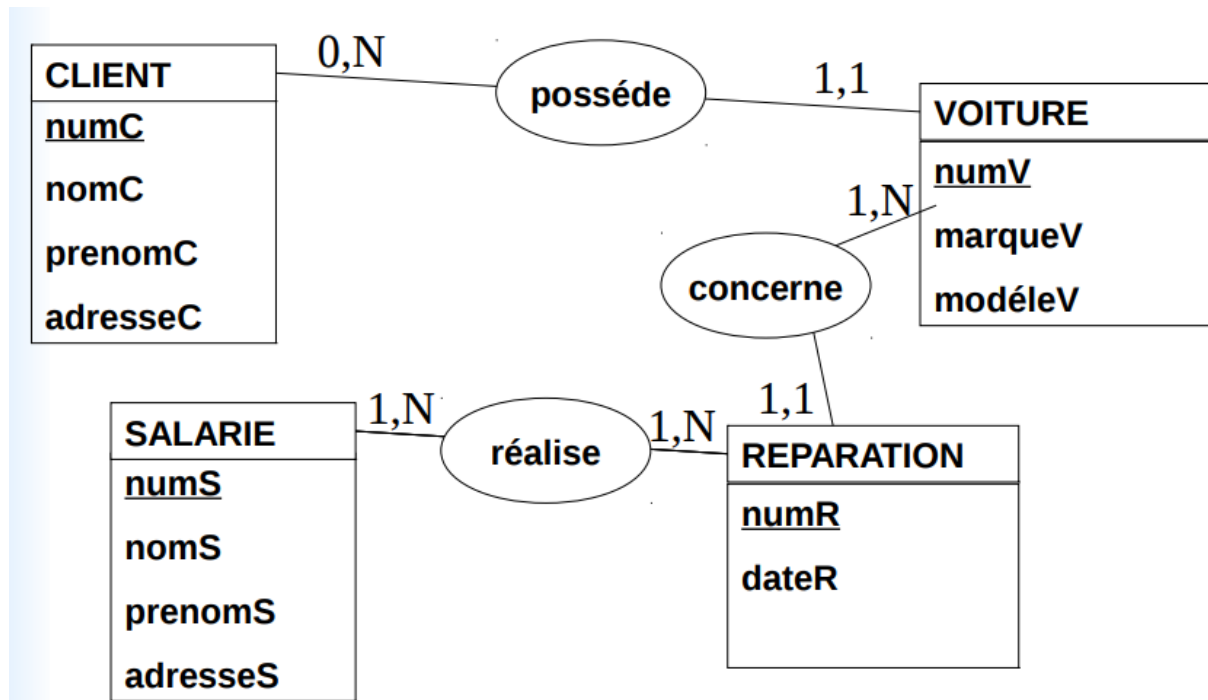 CLIENT
numC
nomC
prenomC
adresseC
0,N
posséde
1,1
VOITURE
numV
marqueV
modéleV
1,N
concerne
1,1
SALARIE
numS
nomS
prenomS
adresseS
1,N
réalise
1,N
REPARATION
numR
dateR